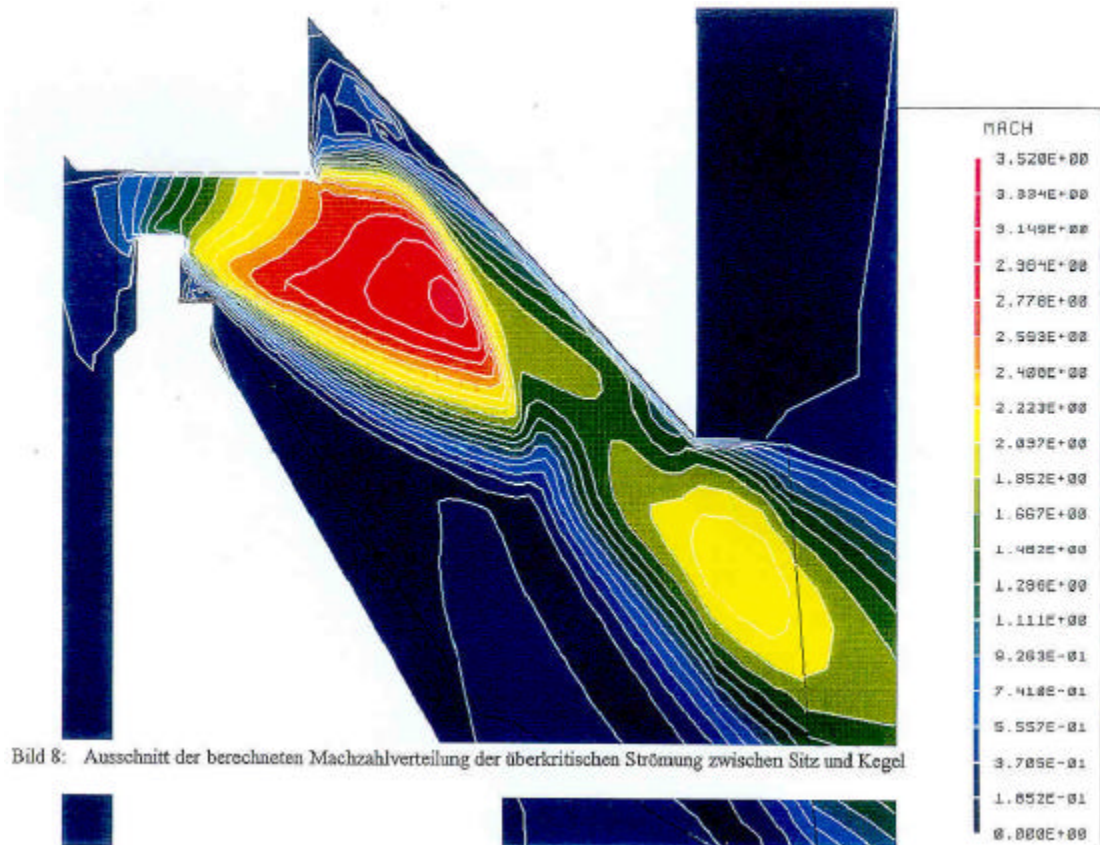 MACH
3.520E+00
3.334E+00
3.149E+00
2.964E+00
2.778E+00
2.593E+00
2.408E+00
2.223E+00
2.037E+00
1.852E+00
1.667E+00
1.482E+00
1.296E+00
1.111E+00
9.263E-01
7.410E-01
5.557E-01
3.705E-01
1.852E-01
0.000E+00
Bild 8: Ausschnitt der berechneten Machzahlverteilung der überkritischen Strömung zwischen Sitz und Kegel